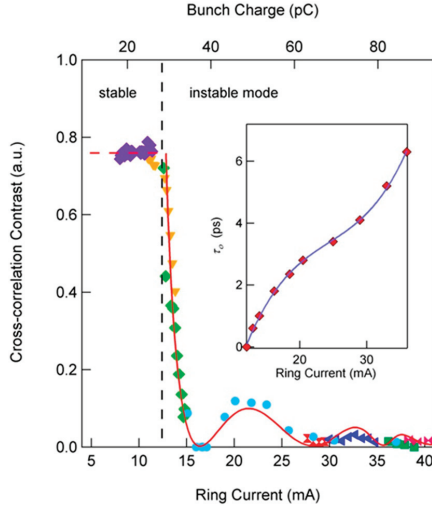 Bunch Charge (pC)
20 40 60 80
1.0
0.8
0.6
0.4
0.2
0.0
Cross-correlation Contrast (a.u.)
stable
instable mode
6
4
2
0
τσ (ps)
20 30
Ring Current (mA)
5 10 15 20 25 30 35 40
Ring Current (mA)